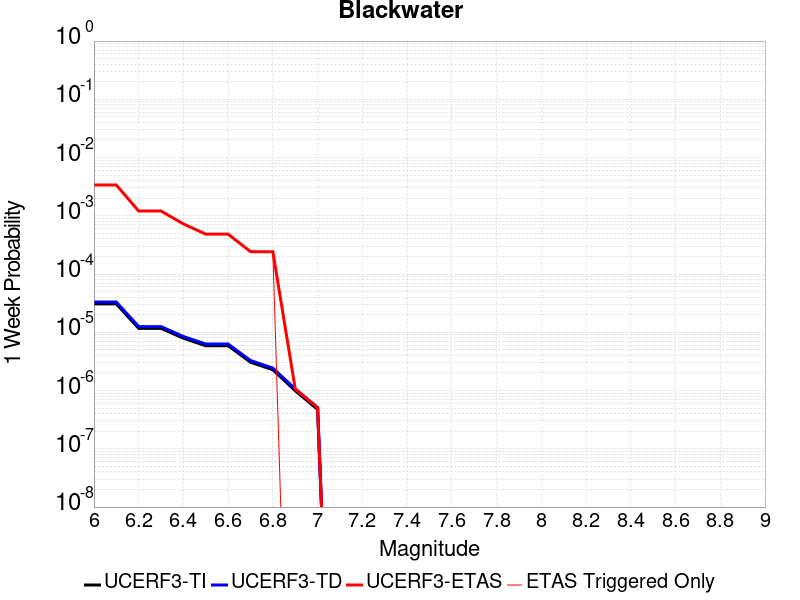 Blackwater
1 Week Probability
10^0
10^-1
10^-2
10^-3
10^-4
10^-5
10^-6
10^-7
10^-8
6 6.2 6.4 6.6 6.8 7 7.2 7.4 7.6 7.8 8 8.2 8.4 8.6 8.8 9
Magnitude
UCERF3-TI UCERF3-TD UCERF3-ETAS ETAS Triggered Only